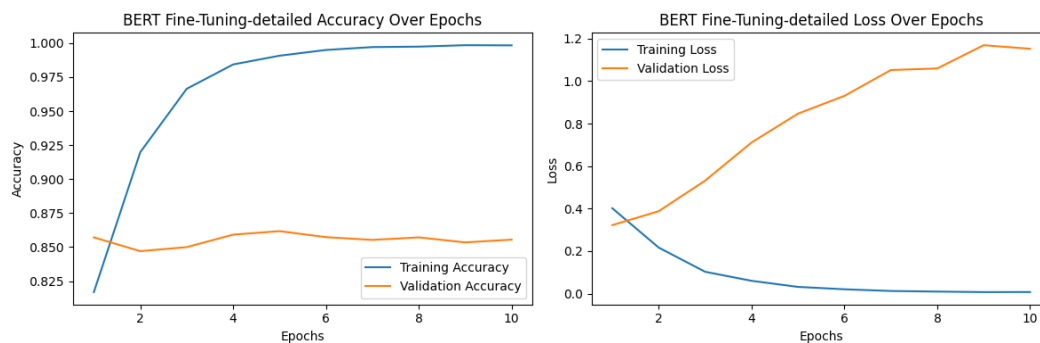 BERT Fine-Tuning-detailed Accuracy Over Epochs
1.000
0.975
0.950
0.925
0.900
0.875
0.850
0.825
Accuracy
Training Accuracy
Validation Accuracy
2
4
6
8
10
Epochs
BERT Fine-Tuning-detailed Loss Over Epochs
1.2
1.0
0.8
0.6
0.4
0.2
0.0
Loss
Training Loss
Validation Loss
2
4
6
8
10
Epochs